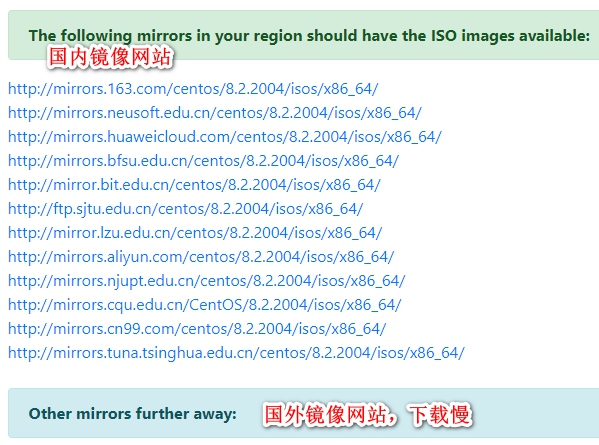 The following mirrors in your region should have the ISO images available:
国内镜像网站
http://mirrors.163.com/centos/8.2.2004/isos/x86_64/
http://mirrors.neusoft.edu.cn/centos/8.2.2004/isos/x86_64/
http://mirrors.huaweicloud.com/centos/8.2.2004/isos/x86_64/
http://mirrors.bfsu.edu.cn/centos/8.2.2004/isos/x86_64/
http://mirror.bit.edu.cn/centos/8.2.2004/isos/x86_64/
http://ftp.sjtu.edu.cn/centos/8.2.2004/isos/x86_64/
http://mirror.lzu.edu.cn/centos/8.2.2004/isos/x86_64/
http://mirrors.aliyun.com/centos/8.2.2004/isos/x86_64/
http://mirrors.njupt.edu.cn/centos/8.2.2004/isos/x86_64/
http://mirrors.cqu.edu.cn/CentOS/8.2.2004/isos/x86_64/
http://mirrors.cn99.com/centos/8.2.2004/isos/x86_64/
http://mirrors.tuna.tsinghua.edu.cn/centos/8.2.2004/isos/x86_64/
Other mirrors further away: 国外镜像网站，下载慢